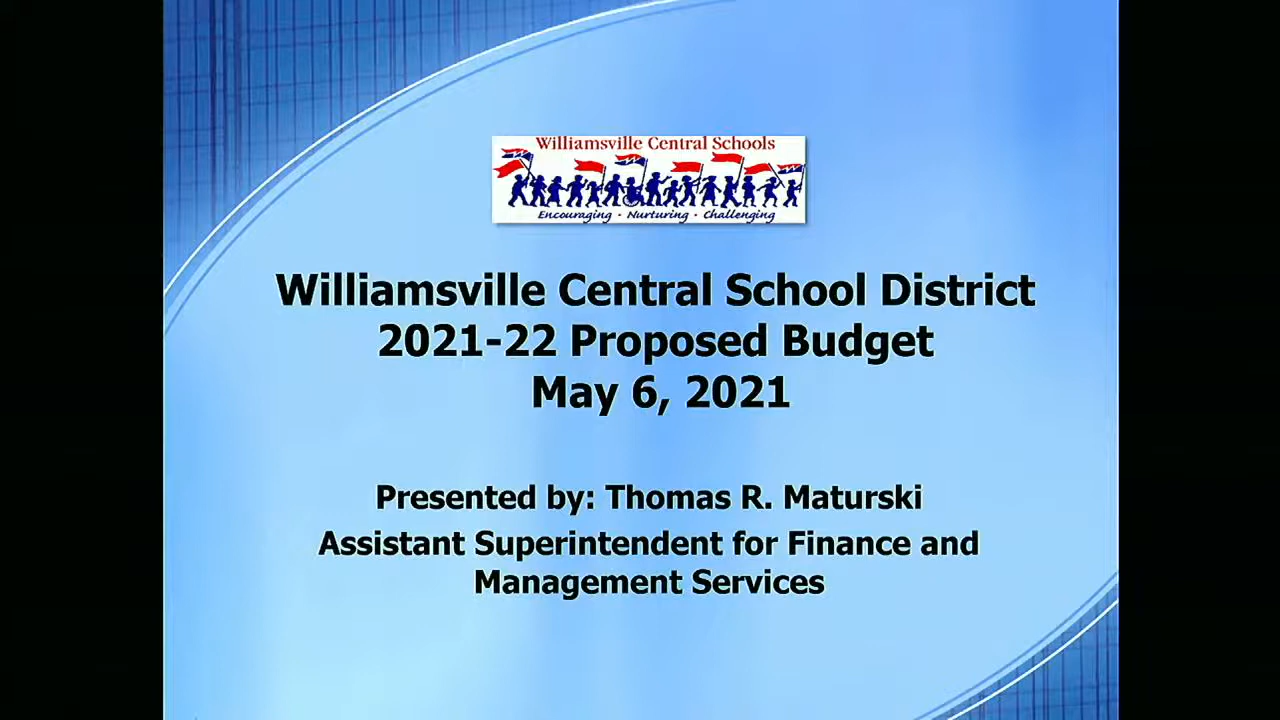 Williamsville Central Schools
Encouraging · Nurturing · Challenging
Williamsville Central School District
2021-22 Proposed Budget
May 6, 2021
Presented by: Thomas R. Maturski
Assistant Superintendent for Finance and
Management Services